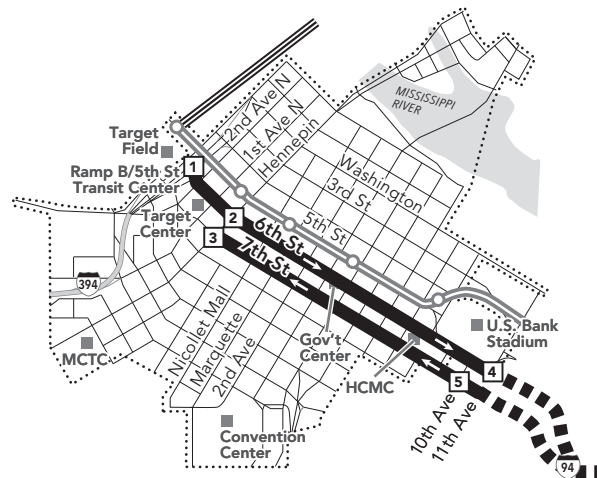 2nd Ave N
1st Ave N
Hennepin
MISSISSIPPI
RIVER
Target
Field
Washington
Ramp B/5th St
Transit Center
1
3rd St
Target
Center
2
5th St
6th St
3
7th St
394
Nicollet Mall
Marquette
2nd Ave
U.S. Bank
Stadium
Gov't
Center
MCTC
HCMC
4
5
10th Ave
11th Ave
Convention
Center
94